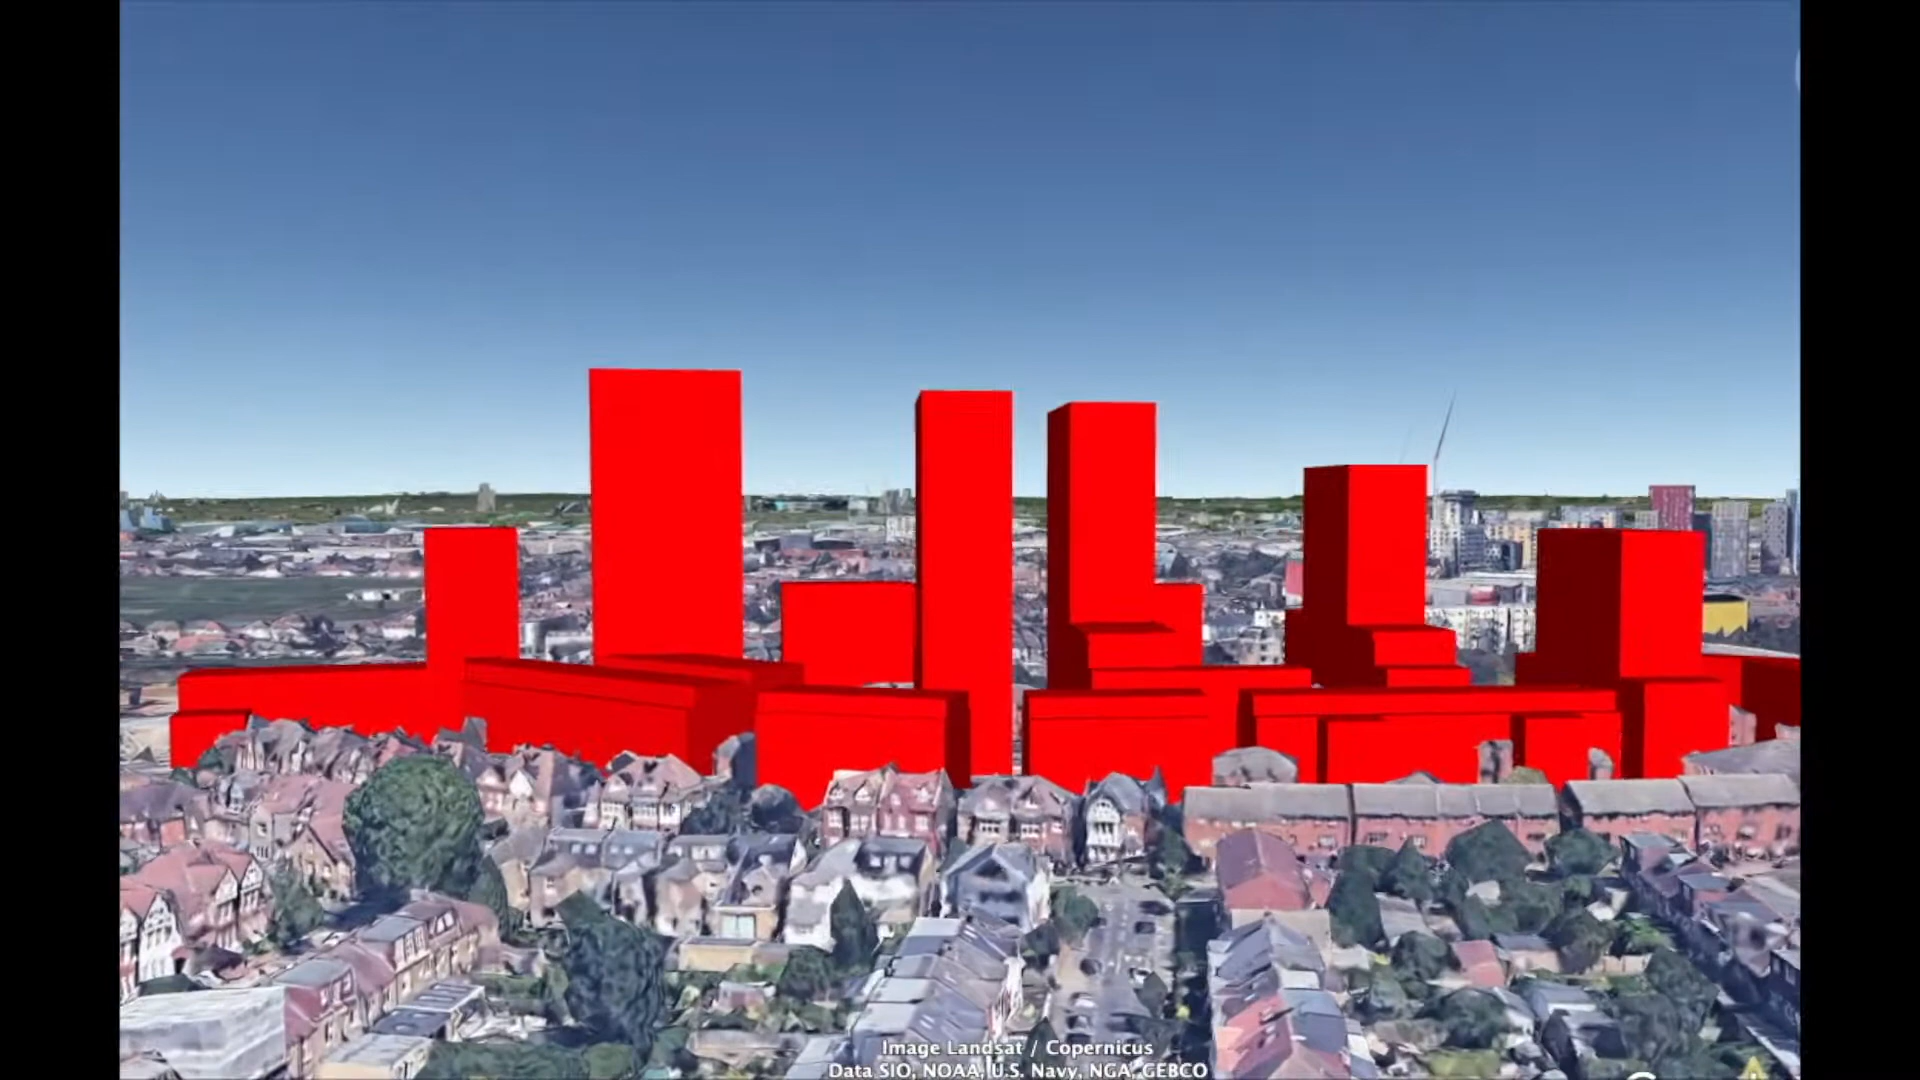 Image Landsat / Copernicus
Data SIO, NOAA, U.S. Navy, NGA, GEBCO